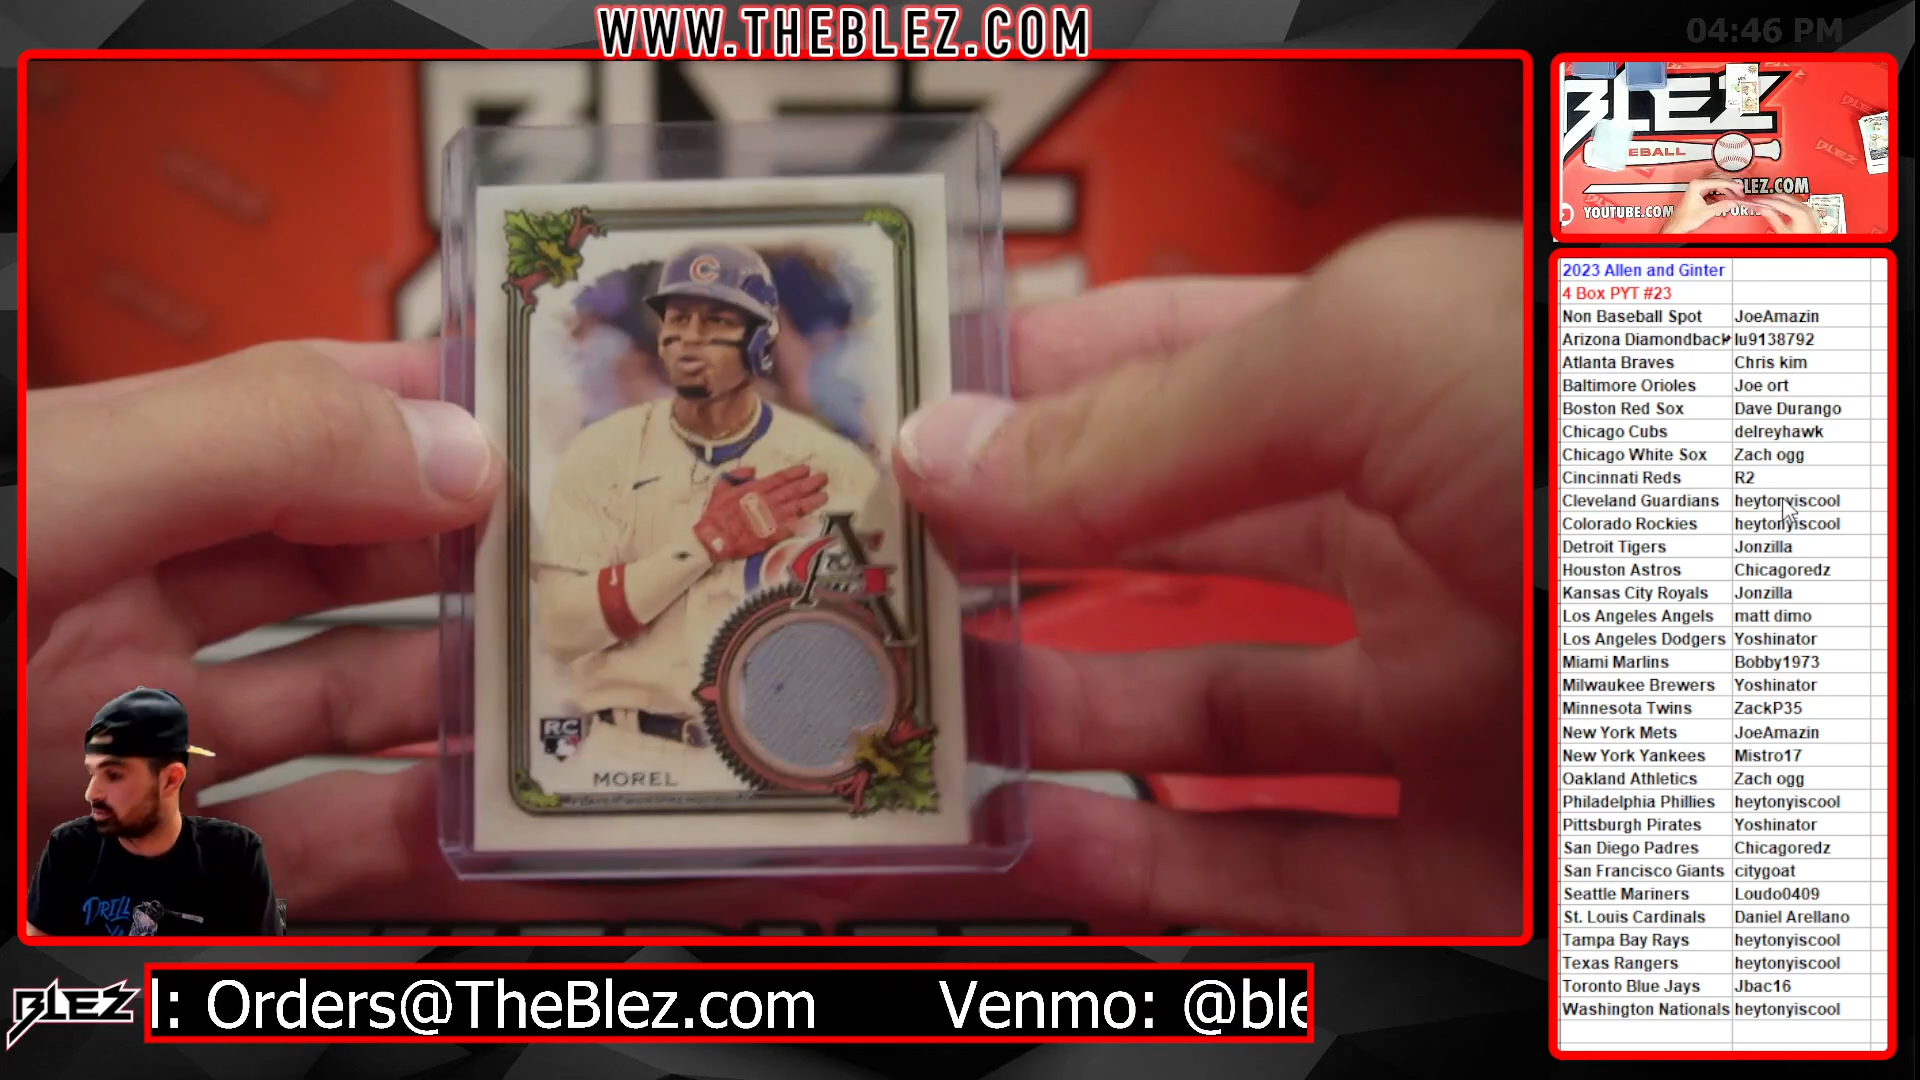 WWW.THEBLEZ.COM
04:46 PM
BLEZ
BASEBALL
BLEZ.COM
YOUTUBE.COM
C
A&G
RC
MOREL
DRILL
2023 Allen and Ginter
4 Box PYT #23
Non Baseball Spot JoeAmazin
Arizona Diamondback lu9138792
Atlanta Braves Chris kim
Baltimore Orioles Joe ort
Boston Red Sox Dave Durango
Chicago Cubs delreyhawk
Chicago White Sox Zach ogg
Cincinnati Reds R2
Cleveland Guardians heytonyiscool
Colorado Rockies heytonyiscool
Detroit Tigers Jonzilla
Houston Astros Chicagoredz
Kansas City Royals Jonzilla
Los Angeles Angels matt dimo
Los Angeles Dodgers Yoshinator
Miami Marlins Bobby1973
Milwaukee Brewers Yoshinator
Minnesota Twins ZackP35
New York Mets JoeAmazin
New York Yankees Mistro17
Oakland Athletics Zach ogg
Philadelphia Phillies heytonyiscool
Pittsburgh Pirates Yoshinator
San Diego Padres Chicagoredz
San Francisco Giants citygoat
Seattle Mariners Loudo0409
St. Louis Cardinals Daniel Arellano
Tampa Bay Rays heytonyiscool
Texas Rangers heytonyiscool
Toronto Blue Jays Jbac16
Washington Nationals heytonyiscool
BLEZ
l: Orders@TheBlez.com Venmo: @ble